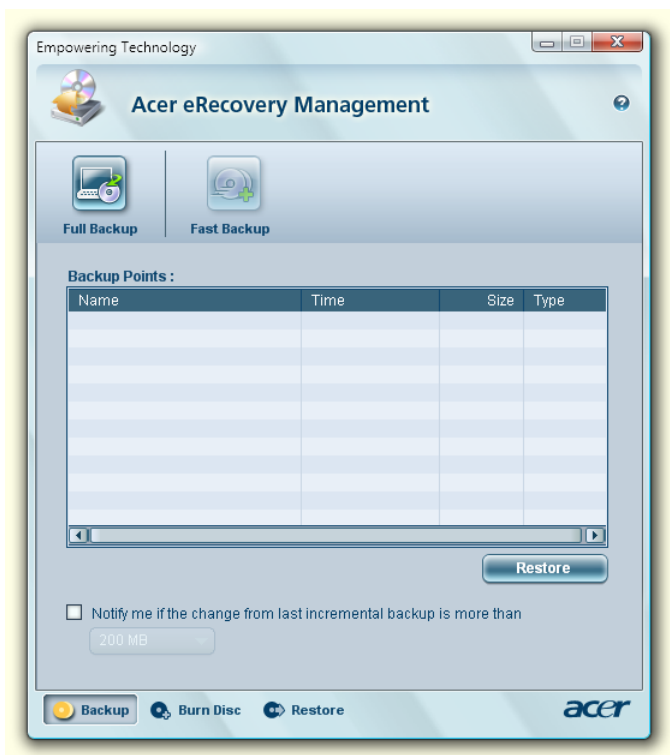 Empowering Technology
Acer eRecovery Management
Full Backup
Fast Backup
Backup Points :
Name Time Size Type
Restore
Notify me if the change from last incremental backup is more than
200 MB
Backup Burn Disc Restore acer